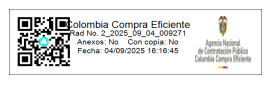 Colombia Compra Eficiente
Rad No. 2_2025_09_04_009271
Anexos: No Con copia: No
Fecha: 04/09/2025 16:16:45
Agencia Nacional
de Contratación Pública
Colombia Compra Eficiente